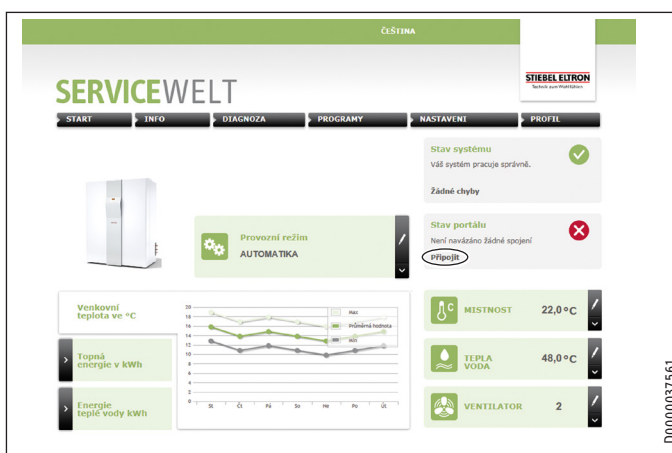 ČEŠTINA
STIEBEL ELTRON
Technik zum Wohlfühlen
SERVICEWELT
START INFO DIAGNOZA PROGRAMY NASTAVENI PROFIL
Stav systému
Váš systém pracuje správně.
Žádné chyby
Provozní režim
AUTOMATIKA
Stav portálu
Není navázáno žádné spojení
Připojit
Venkovní
teplota ve °C
Topná
energie v kWh
Energie
teplé vody kWh
20
18
16
14
12
10
8
6
4
2
0
St Čt Pá So Ne Po Út
Max
Průměrná hodnota
Min
MISTNOST 22,0 °C
TEPLA
VODA
48,0 °C
VENTILATOR 2
D0000037561